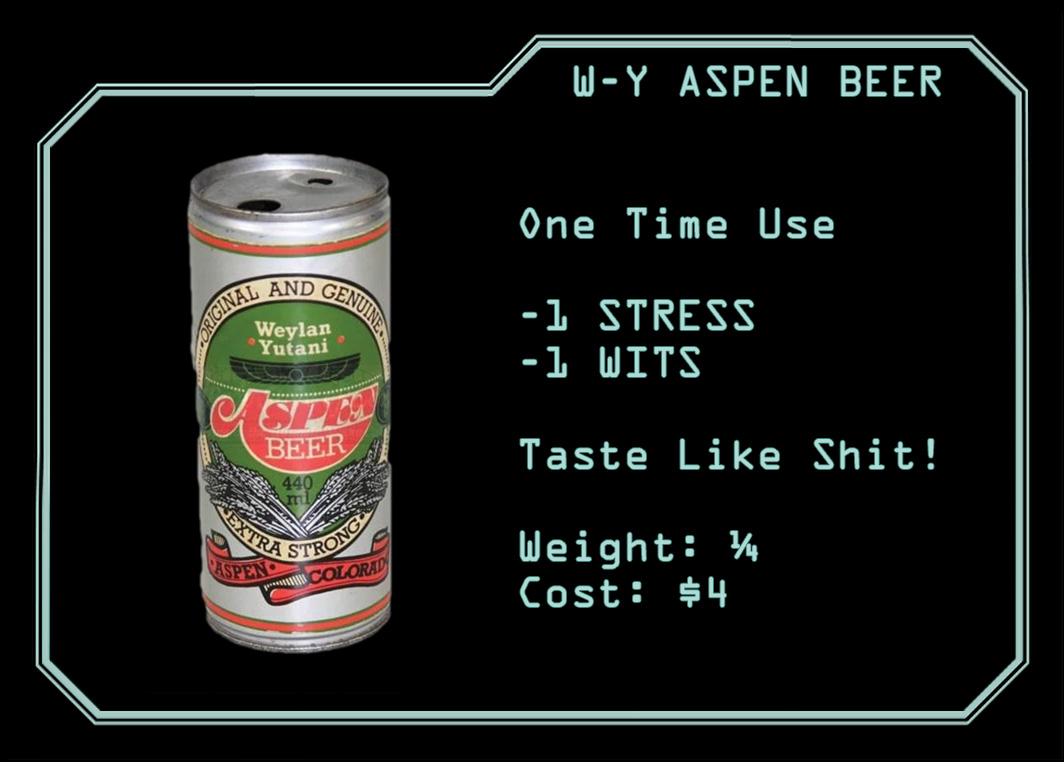 W-Y ASPEN BEER
One Time Use
-1 STRESS
-1 WITS
Taste Like Shit!
Weight: ¼
Cost: $4
ORIGINAL AND GENUINE
Weylan
Yutani
ASPEN
BEER
440
ml
EXTRA STRONG
ASPEN COLORAD